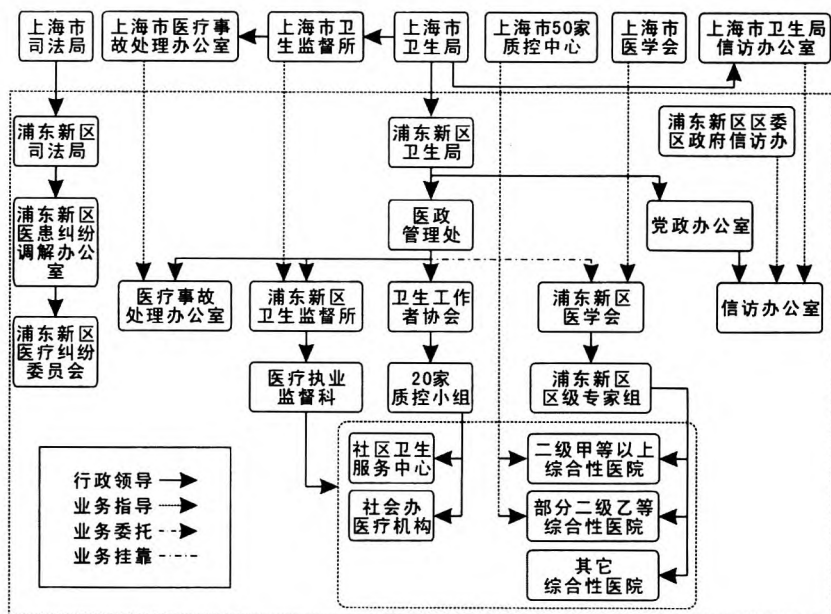 上海市
司法局
上海市医疗事
故处理办公室
上海市卫
生监督所
上海市
卫生局
上海市50家
质控中心
上海市
医学会
上海市卫生局
信访办公室
浦东新区
司法局
浦东新区
卫生局
浦东新区区委
区政府信访办
浦东新区
医患纠纷
调解办公
室
医政
管理处
党政办公室
医疗事故
处理办公室
浦东新区
卫生监督所
卫生工作
者协会
浦东新区
医学会
信访办公室
浦东新区
医疗纠纷
委员会
医疗执业
监督科
20家
质控小组
浦东新区
区级专家组
社区卫生
服务中心
二级甲等以上
综合性医院
社会办
医疗机构
部分二级乙等
综合性医院
其它
综合性医院
行政领导
业务指导
业务委托
业务挂靠